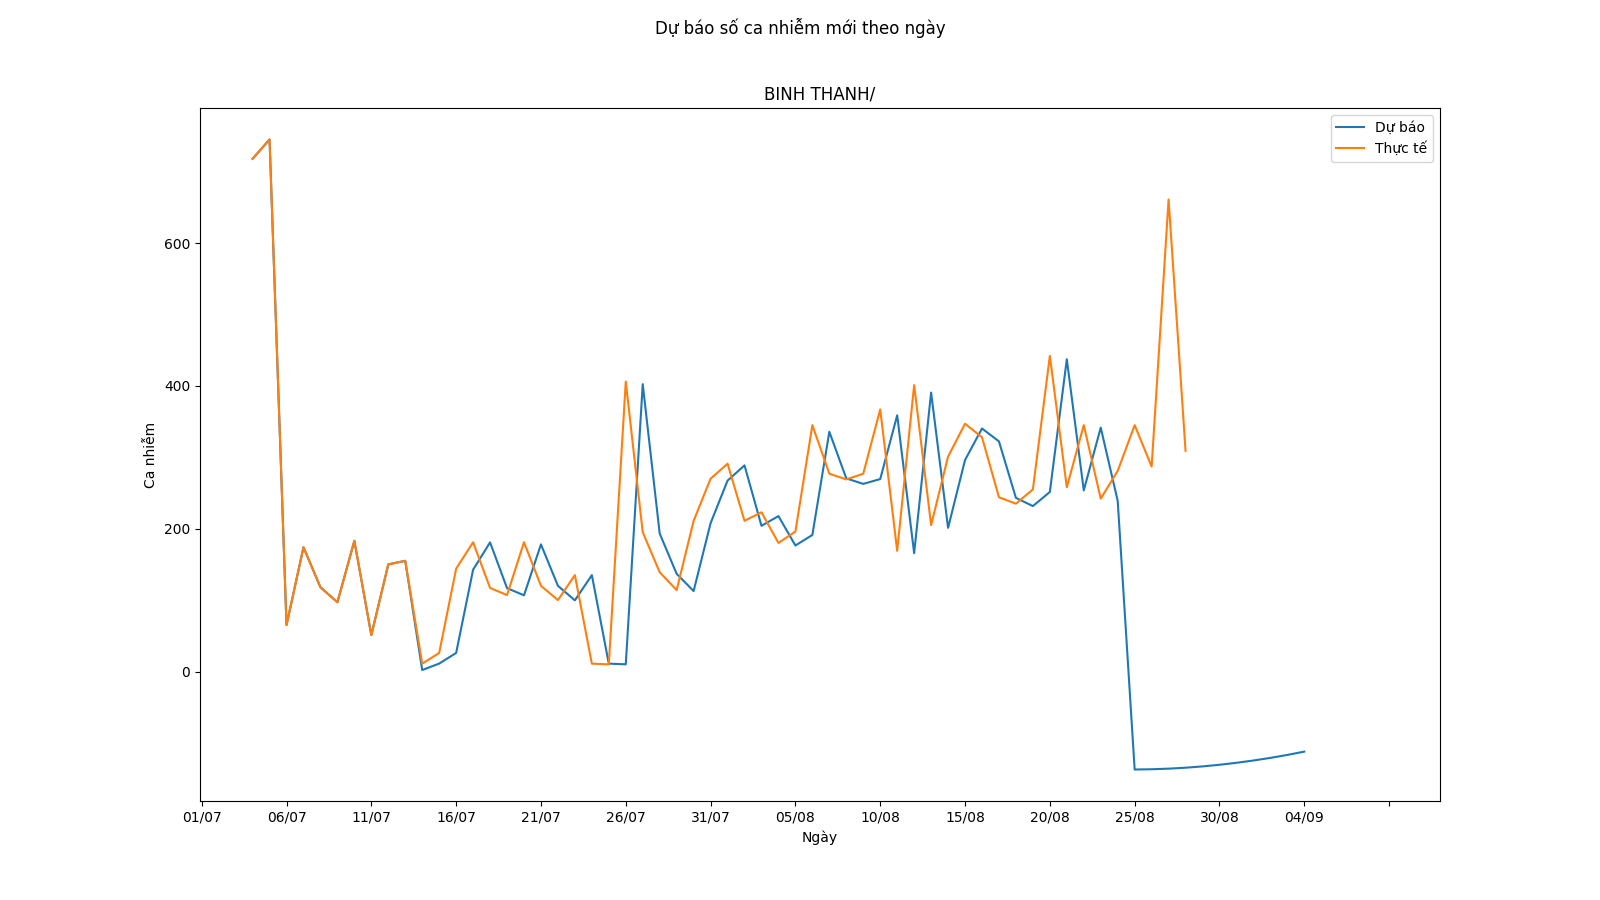 Dự báo số ca nhiễm mới theo ngày
BINH THANH/
Dự báo
Thực tế
600
400
200
0
Ca nhiễm
01/07 06/07 11/07 16/07 21/07 26/07 31/07 05/08 10/08 15/08 20/08 25/08 30/08 04/09
Ngày